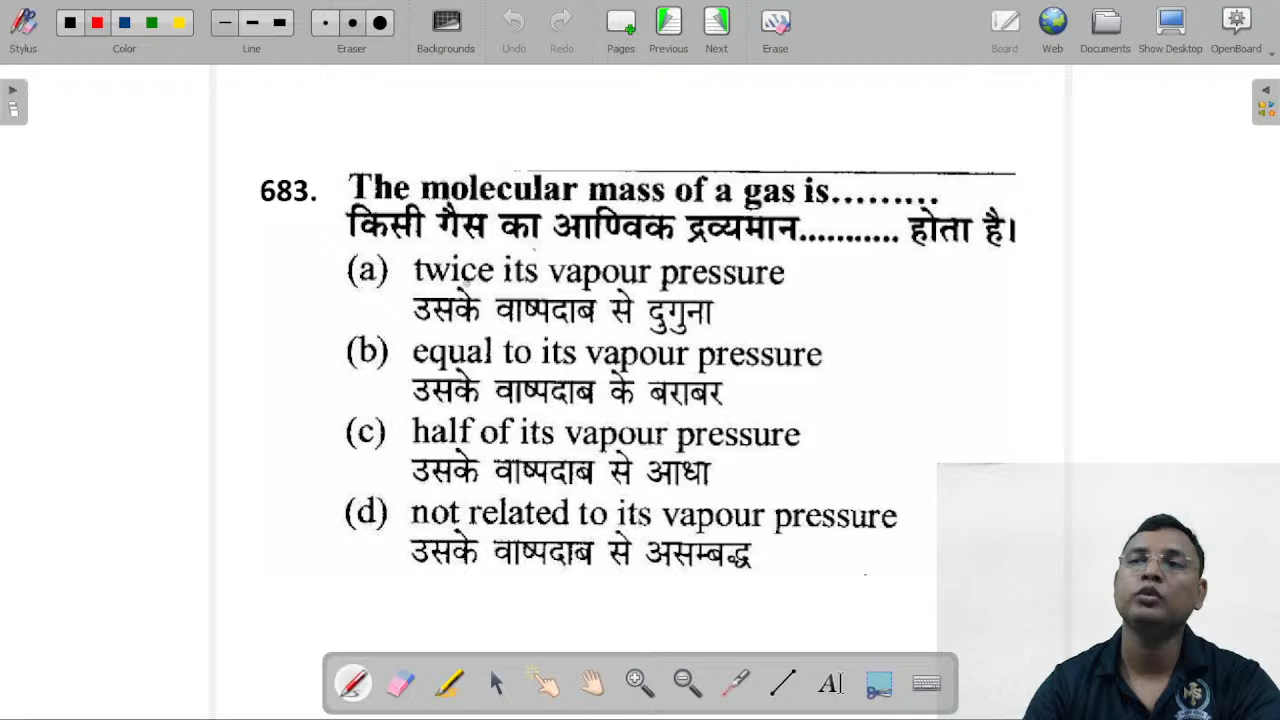 Stylus
Color
Line
Eraser
Backgrounds
Undo
Redo
Pages
Previous
Next
Erase
Board
Web
Documents
Show Desktop
OpenBoard
683. The molecular mass of a gas is.........
किसी गैस का आण्विक द्रव्यमान........... होता है।
(a) twice its vapour pressure
उसके वाष्पदाब से दुगुना
(b) equal to its vapour pressure
उसके वाष्पदाब के बराबर
(c) half of its vapour pressure
उसके वाष्पदाब से आधा
(d) not related to its vapour pressure
उसके वाष्पदाब से असम्बद्ध
AI